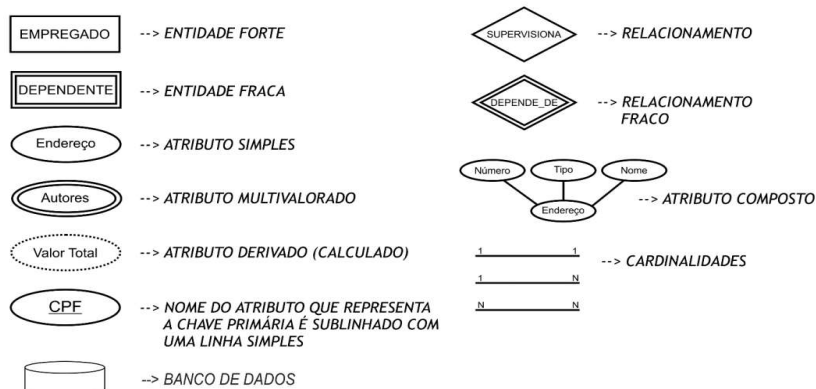 EMPREGADO --> ENTIDADE FORTE
DEPENDENTE --> ENTIDADE FRACA
Endereço --> ATRIBUTO SIMPLES
Autores --> ATRIBUTO MULTIVALORADO
Valor Total --> ATRIBUTO DERIVADO (CALCULADO)
CPF --> NOME DO ATRIBUTO QUE REPRESENTA
A CHAVE PRIMÁRIA É SUBLINHADO COM
UMA LINHA SIMPLES
--> BANCO DE DADOS
SUPERVISIONA --> RELACIONAMENTO
DEPENDE_DE --> RELACIONAMENTO
FRACO
Número Tipo Nome
Endereço --> ATRIBUTO COMPOSTO
1 1
--> CARDINALIDADES
1 N
N N